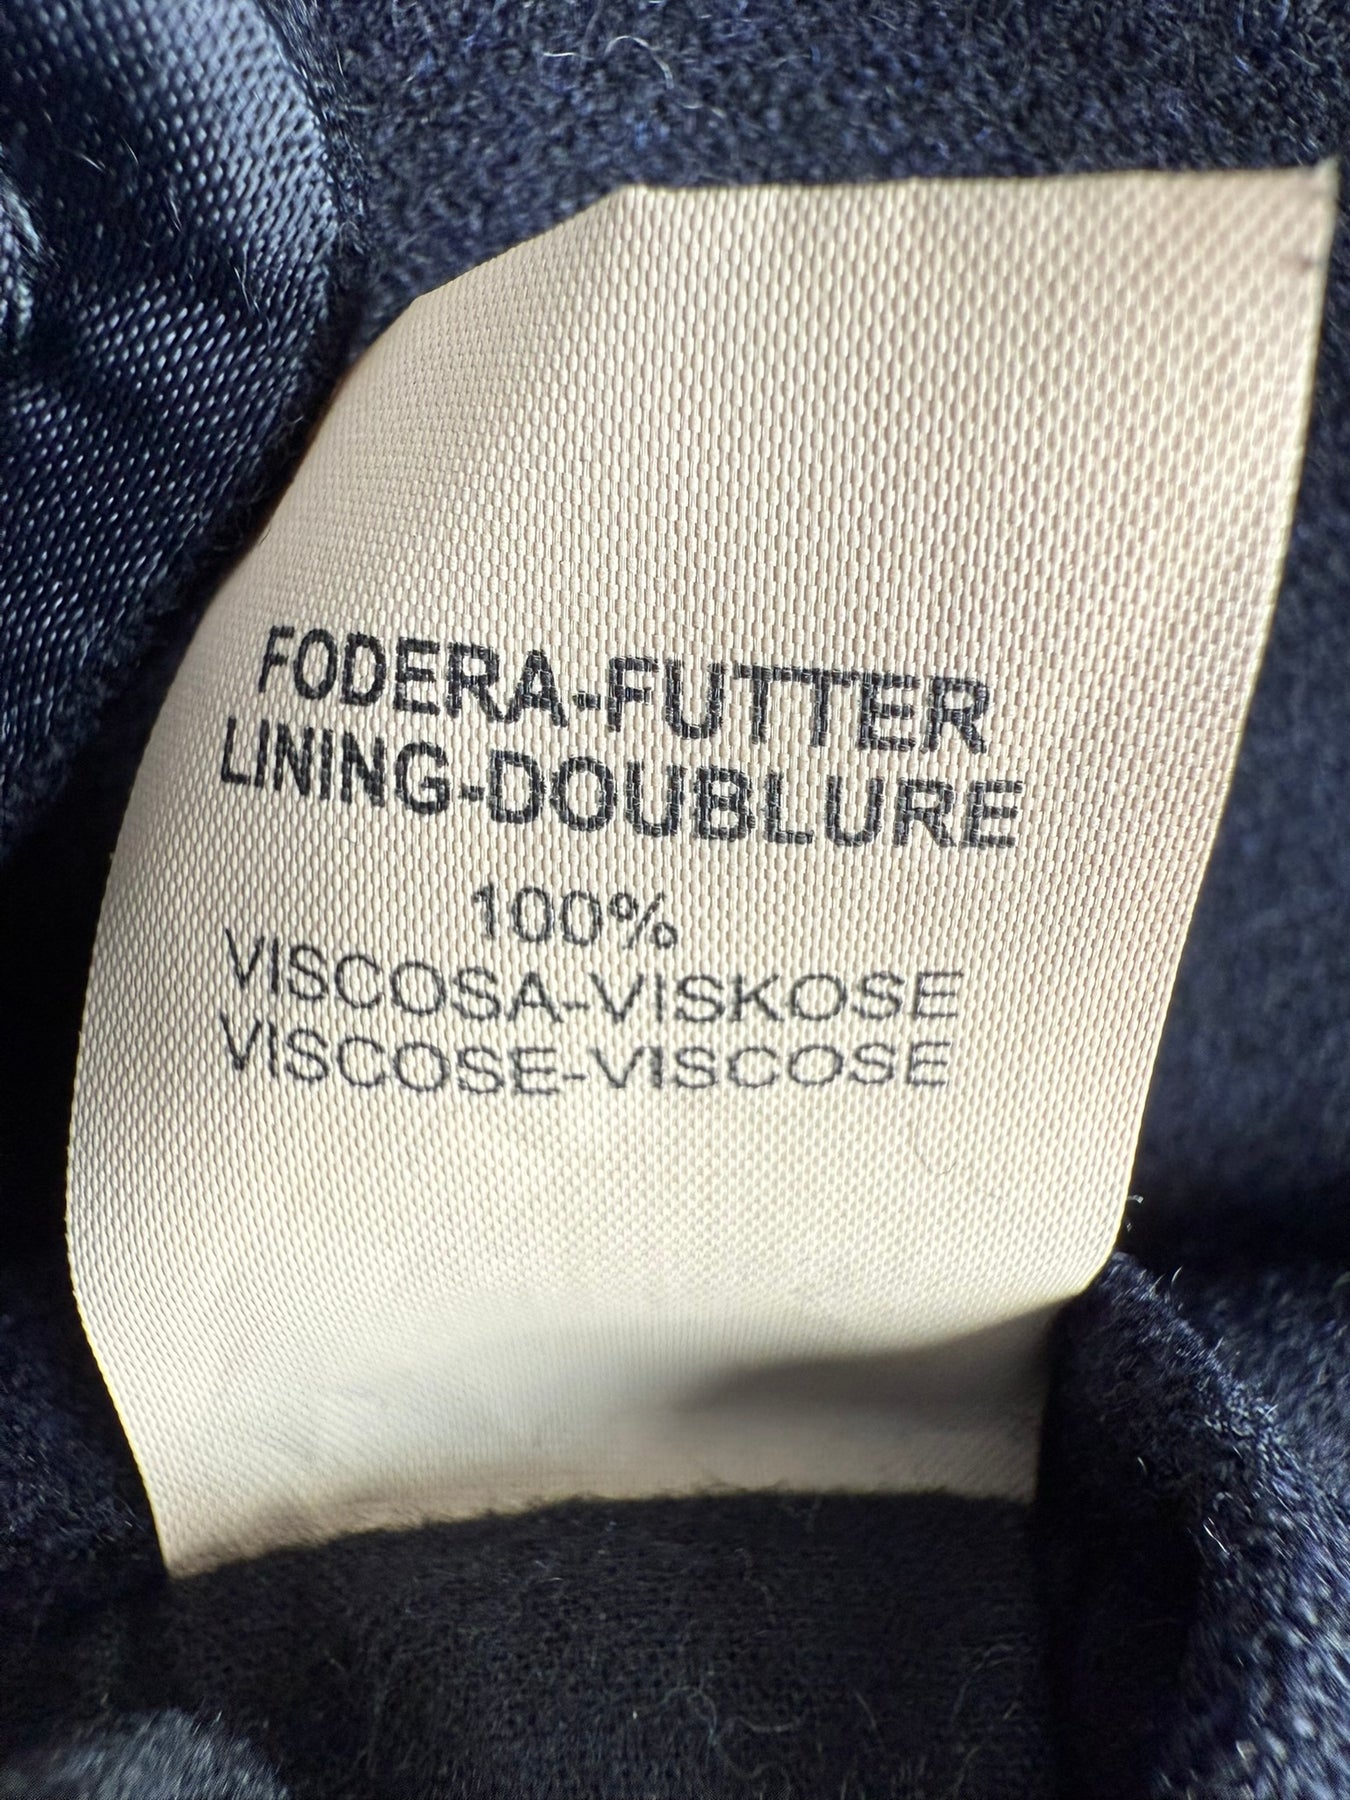 FODERA-FUTTER
LINING-DOUBLURE
100%
VISCOSA-VISKOSE
VISCOSE-VISCOSE